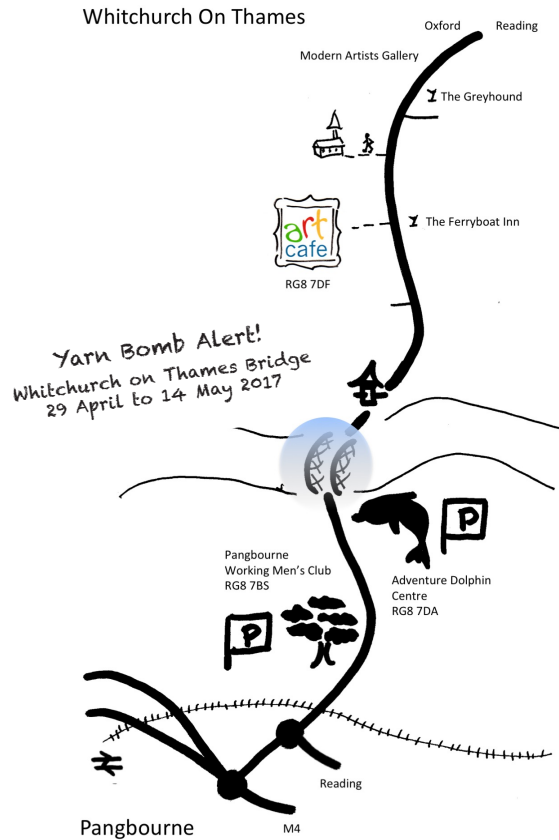 Whitchurch On Thames
Oxford
Reading
Modern Artists Gallery
The Greyhound
The Ferryboat Inn
art
cafe
RG8 7DF
Yarn Bomb Alert!
Whitchurch on Thames Bridge
29 April to 14 May 2017
P
Pangbourne
Working Men's Club
RG8 7BS
Adventure Dolphin
Centre
RG8 7DA
P
Reading
Pangbourne
M4